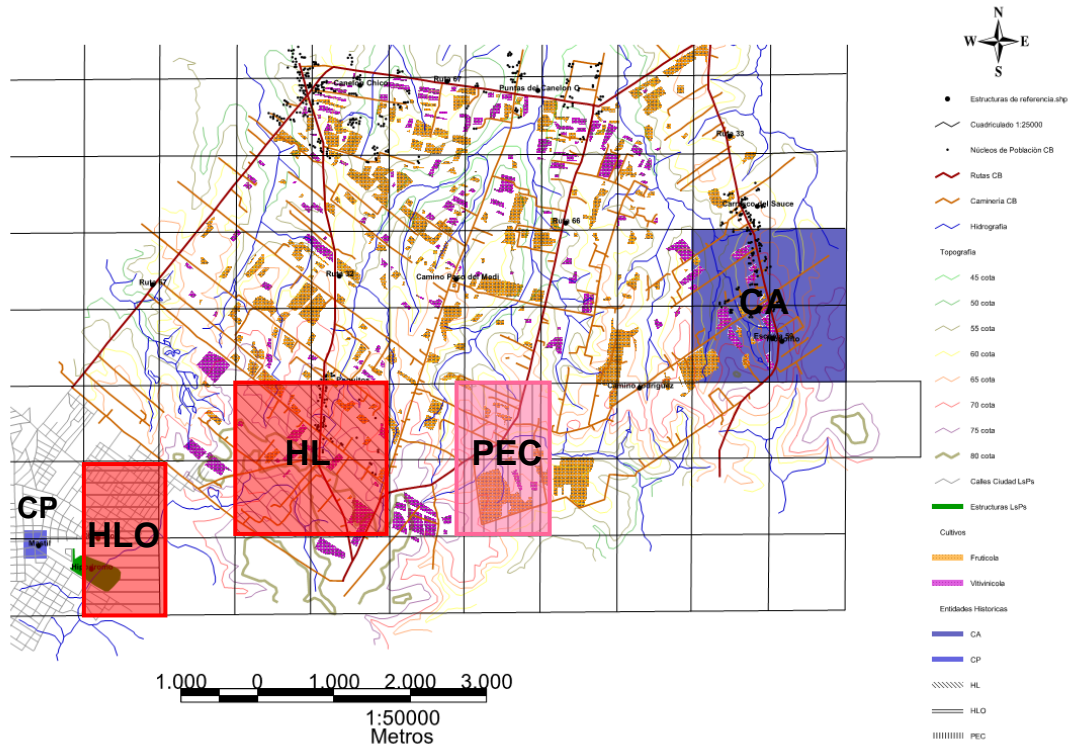 N
W E
S
Estructuras de referencia.shp
Cuadriculado 1:25000
Núcleos de Población CB
Rutas CB
Caminería CB
Hidrografía
Topografía
45 cota
50 cota
55 cota
60 cota
65 cota
70 cota
75 cota
80 cota
Calles Ciudad LsPs
Estructuras LsPs
Cultivos
Frutícola
Vitivinícola
Entidades Historicas
CA
CP
HL
HLO
PEC
Canelón Chico
Ruta 67
Puntas del Canelón C
Ruta 33
Carrasco del Sauce
Ruta 66
Ruta 32
Camino Paso del Medi
Ruta 67
CA
Camino Rodríguez
HL
PEC
CP
HLO
1.000 0 1.000 2.000 3.000
1:50000
Metros